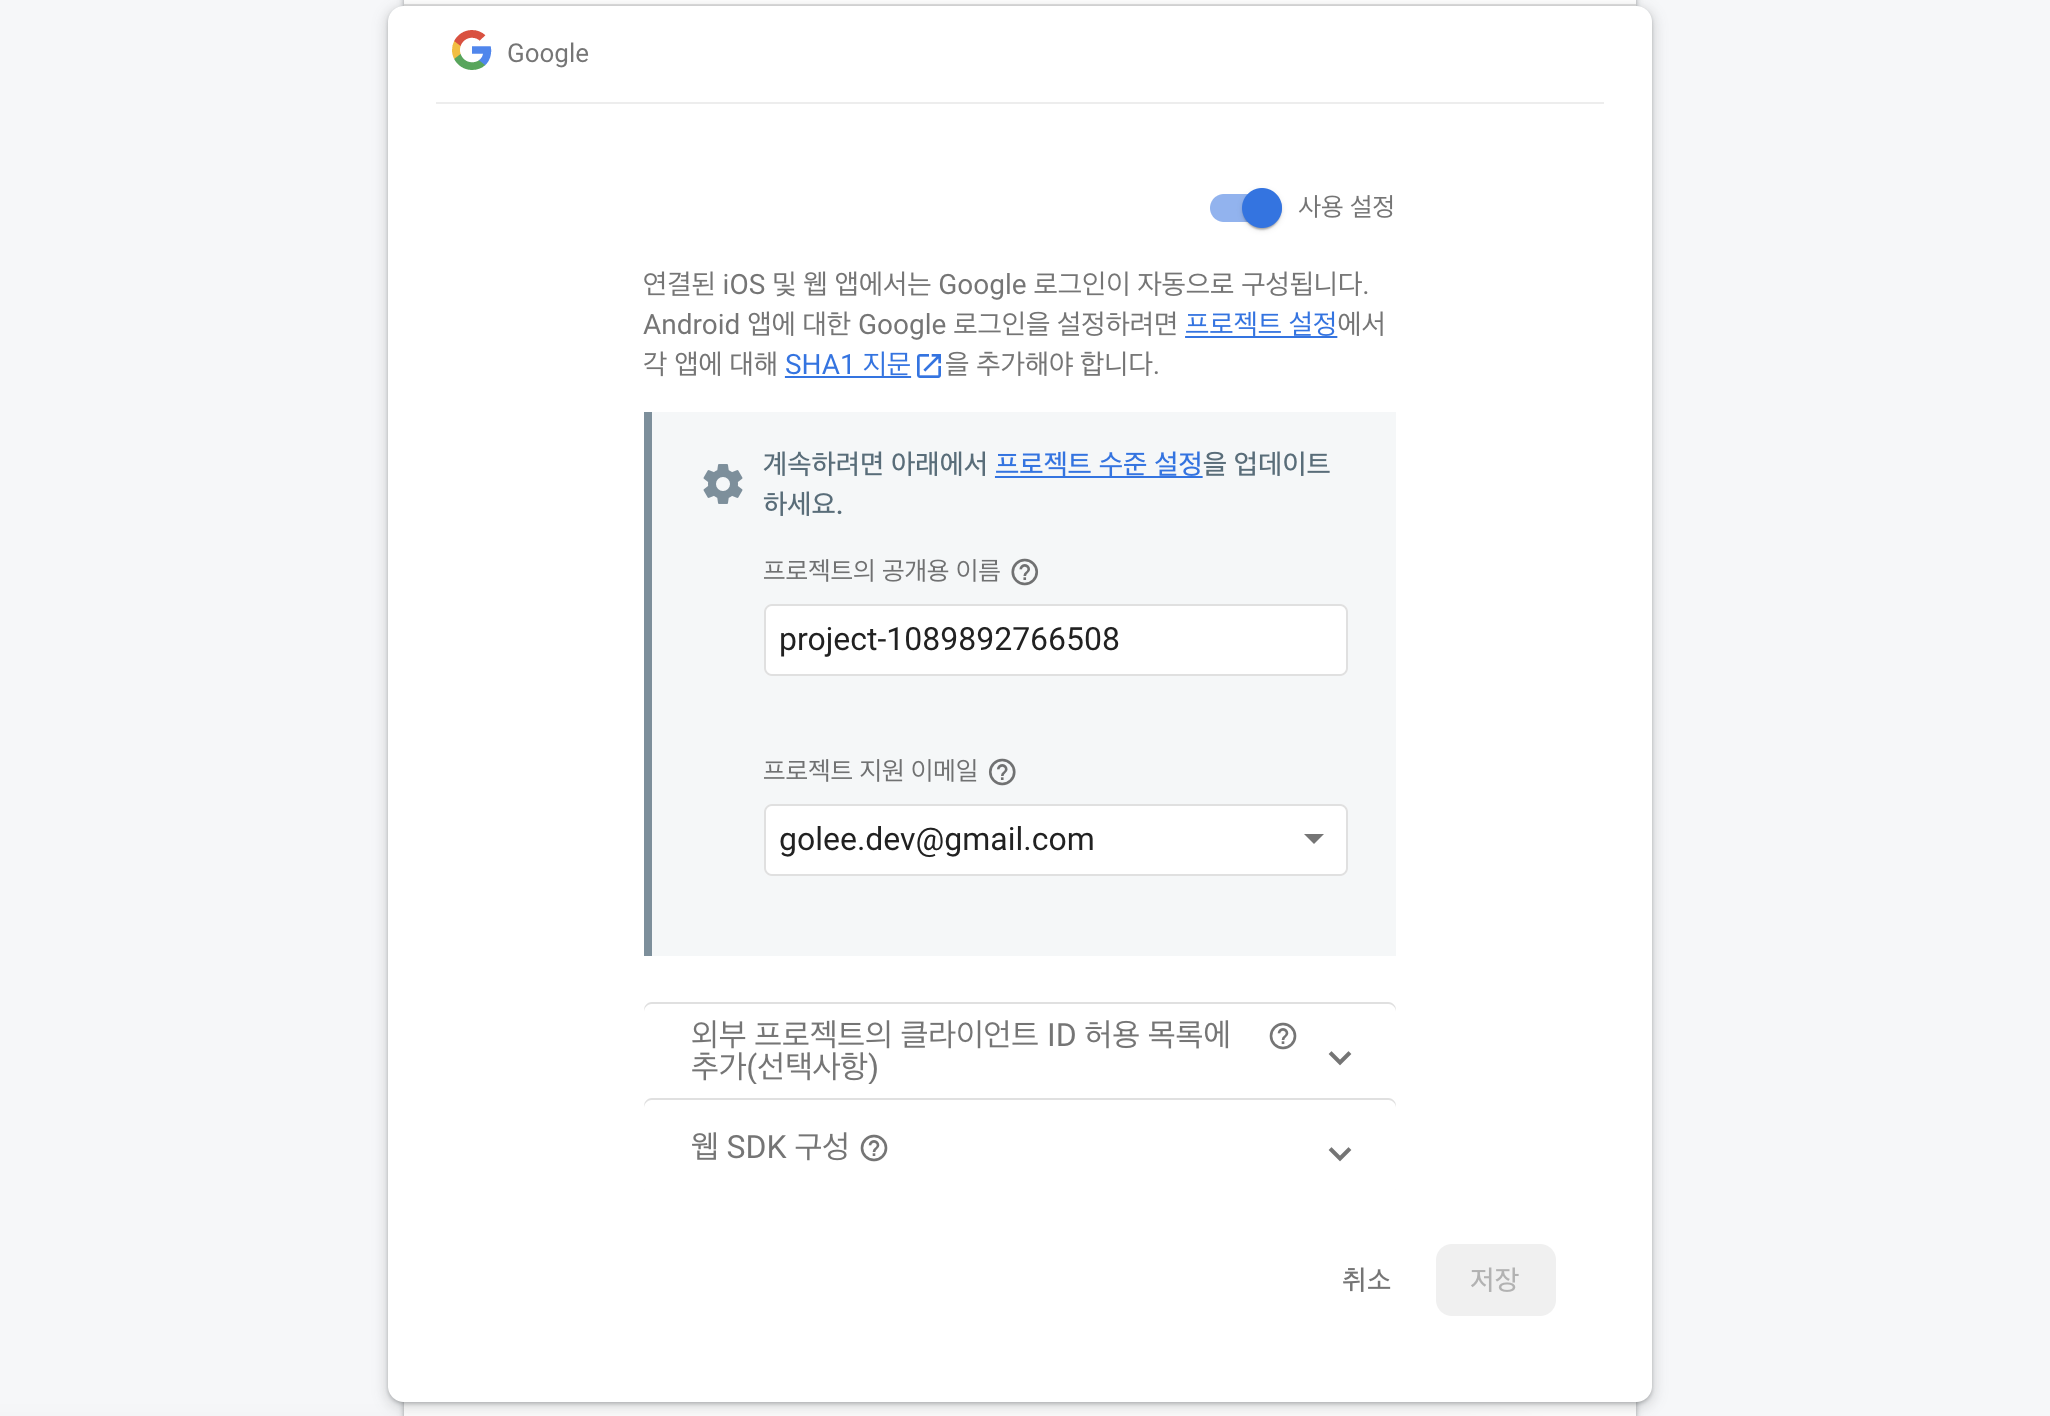 Google
사용 설정
연결된 iOS 및 웹 앱에서는 Google 로그인이 자동으로 구성됩니다.
Android 앱에 대한 Google 로그인을 설정하려면 프로젝트 설정에서
각 앱에 대해 SHA1 지문을 추가해야 합니다.
계속하려면 아래에서 프로젝트 수준 설정을 업데이트
하세요.
프로젝트의 공개용 이름
project-1089892766508
프로젝트 지원 이메일
golee.dev@gmail.com
외부 프로젝트의 클라이언트 ID 허용 목록에
추가(선택사항)
웹 SDK 구성
취소
저장